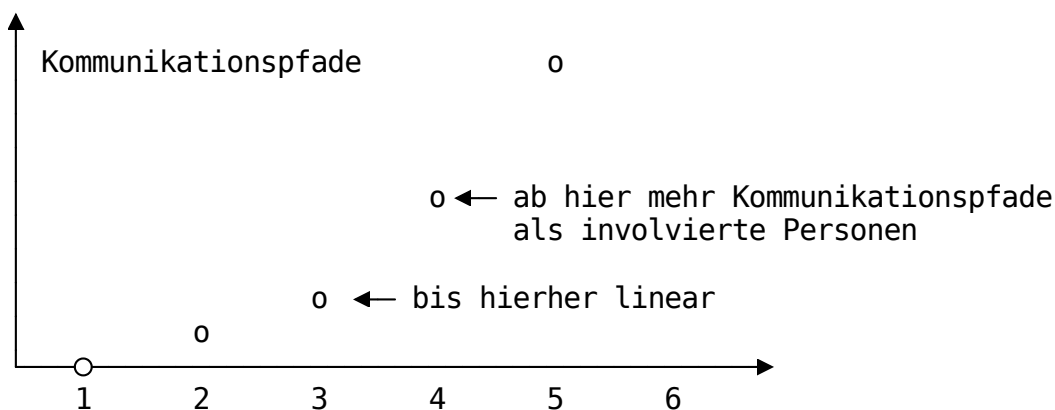 Kommunikationspfade o
o ← ab hier mehr Kommunikationspfade
als involvierte Personen
o ← bis hierher linear
o
1 2 3 4 5 6